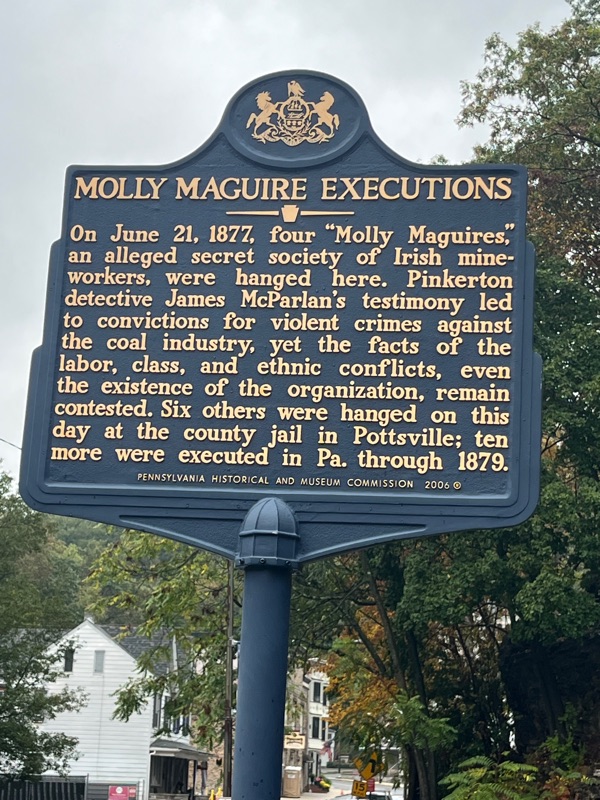 MOLLY MAGUIRE EXECUTIONS
On June 21, 1877, four "Molly Maguires,"
an alleged secret society of Irish mine-
workers, were hanged here. Pinkerton
detective James McParlan's testimony led
to convictions for violent crimes against
the coal industry, yet the facts of the
labor, class, and ethnic conflicts, even
the existence of the organization, remain
contested. Six others were hanged on this
day at the county jail in Pottsville; ten
more were executed in Pa. through 1879.
PENNSYLVANIA HISTORICAL AND MUSEUM COMMISSION 2006 ®
15